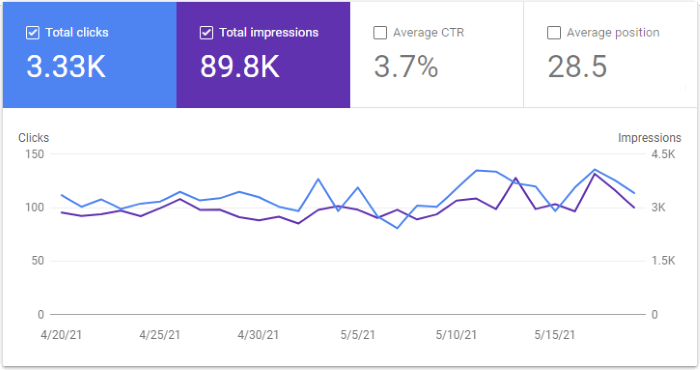 Total clicks
3.33K
Total impressions
89.8K
Average CTR
3.7%
Average position
28.5
Clicks
Impressions
150
4.5K
100
3K
50
1.5K
0
0
4/20/21
4/25/21
4/30/21
5/5/21
5/10/21
5/15/21